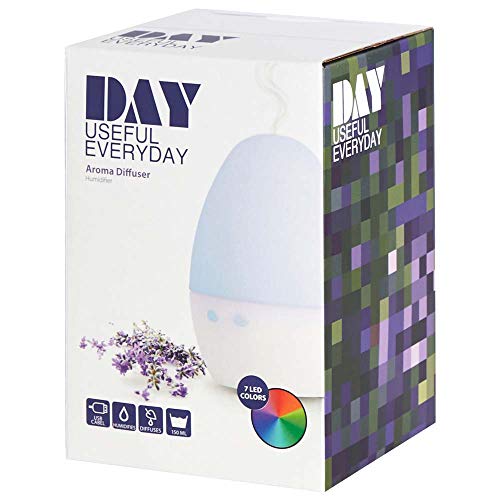 DAY
USEFUL
EVERYDAY
Aroma Diffuser
Humidifier
7 LED
COLORS
USB
CABEL
HUMIDIFIES
DIFFUSES
150 ML
DAY
USEFUL
EVERYDAY